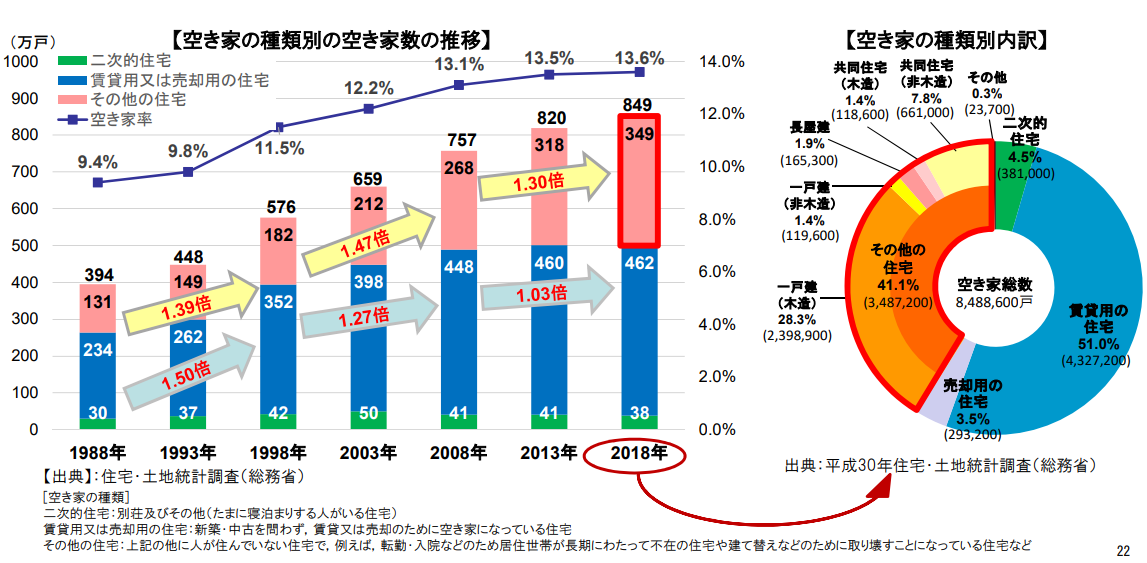 【空き家の種類別の空き家数の推移】
(万戸)
二次的住宅
賃貸用又は売却用の住宅
その他の住宅
空き家率
1000
900
800
700
600
500
400
300
200
100
0
14.0%
12.0%
10.0%
8.0%
6.0%
4.0%
2.0%
0.0%
9.4%
9.8%
11.5%
12.2%
13.1%
13.5%
13.6%
394
448
576
659
757
820
849
131
149
182
212
268
318
349
234
262
352
398
448
460
462
30
37
42
50
41
41
38
1.39倍
1.47倍
1.30倍
1.50倍
1.27倍
1.03倍
1988年
1993年
1998年
2003年
2008年
2013年
2018年
【出典】:住宅・土地統計調査(総務省)
[空き家の種類]
二次的住宅:別荘及びその他(たまに寝泊まりする人がいる住宅)
賃貸用又は売却用の住宅:新築・中古を問わず,賃貸又は売却のために空き家になっている住宅
その他の住宅:上記の他に人が住んでいない住宅で,例えば,転勤・入院などのため居住世帯が長期にわたって不在の住宅や建て替えなどのために取り壊すことになっている住宅など
【空き家の種類別内訳】
共同住宅
(木造)
1.4%
(118,600)
共同住宅
(非木造)
7.8%
(661,000)
その他
0.3%
(23,700)
二次的
住宅
4.5%
(381,000)
長屋建
1.9%
(165,300)
一戸建
(非木造)
1.4%
(119,600)
一戸建
(木造)
28.3%
(2,398,900)
その他の
住宅
41.1%
(3,487,200)
空き家総数
8,488,600戸
賃貸用の
住宅
51.0%
(4,327,200)
売却用の
住宅
3.5%
(293,200)
出典:平成30年住宅・土地統計調査(総務省)
22